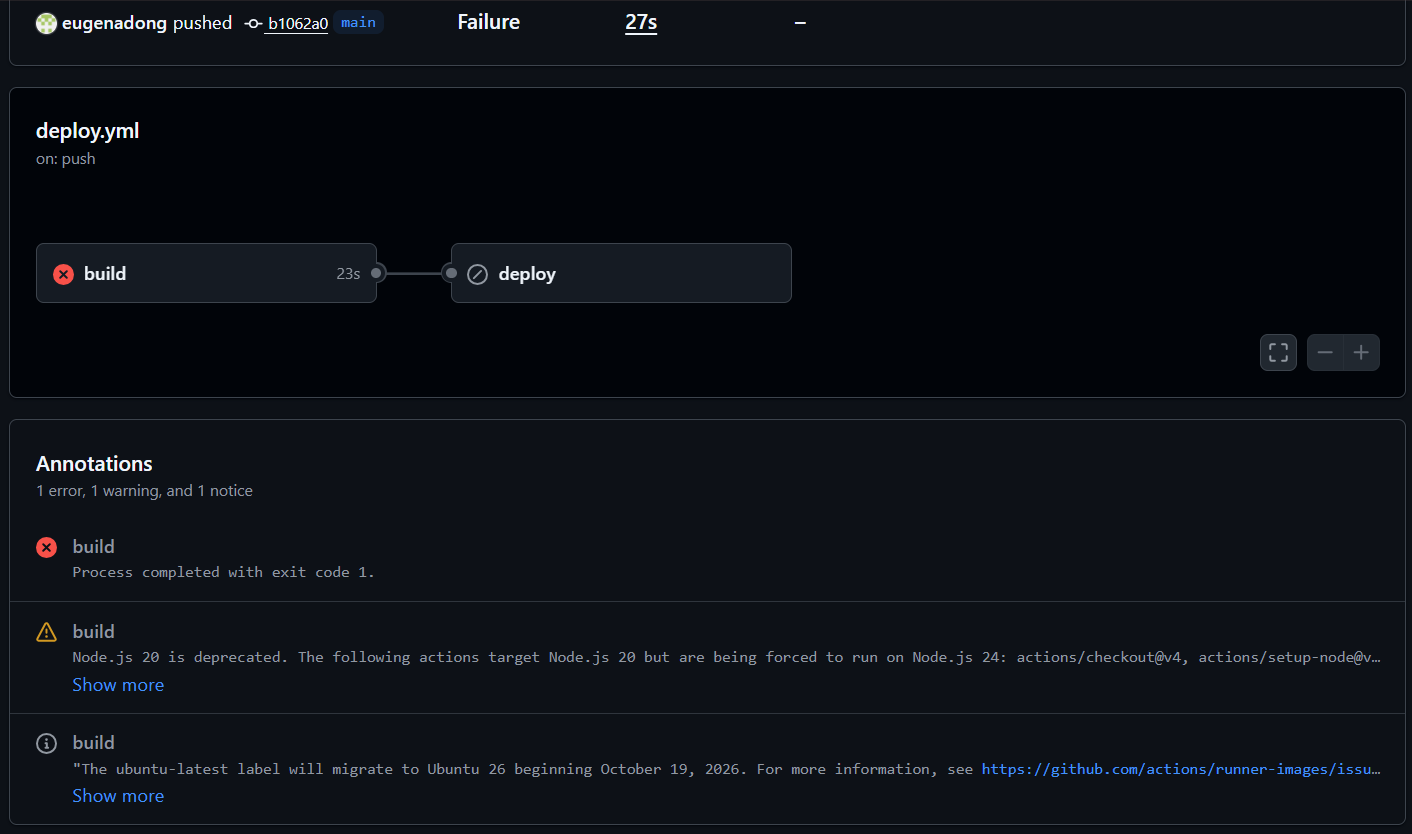 eugenadong pushed b1062a0 main Failure 27s –
deploy.yml
on: push
build 23s deploy
Annotations
1 error, 1 warning, and 1 notice
build
Process completed with exit code 1.
build
Node.js 20 is deprecated. The following actions target Node.js 20 but are being forced to run on Node.js 24: actions/checkout@v4, actions/setup-node@v…
Show more
build
"The ubuntu-latest label will migrate to Ubuntu 26 beginning October 19, 2026. For more information, see https://github.com/actions/runner-images/issu…
Show more